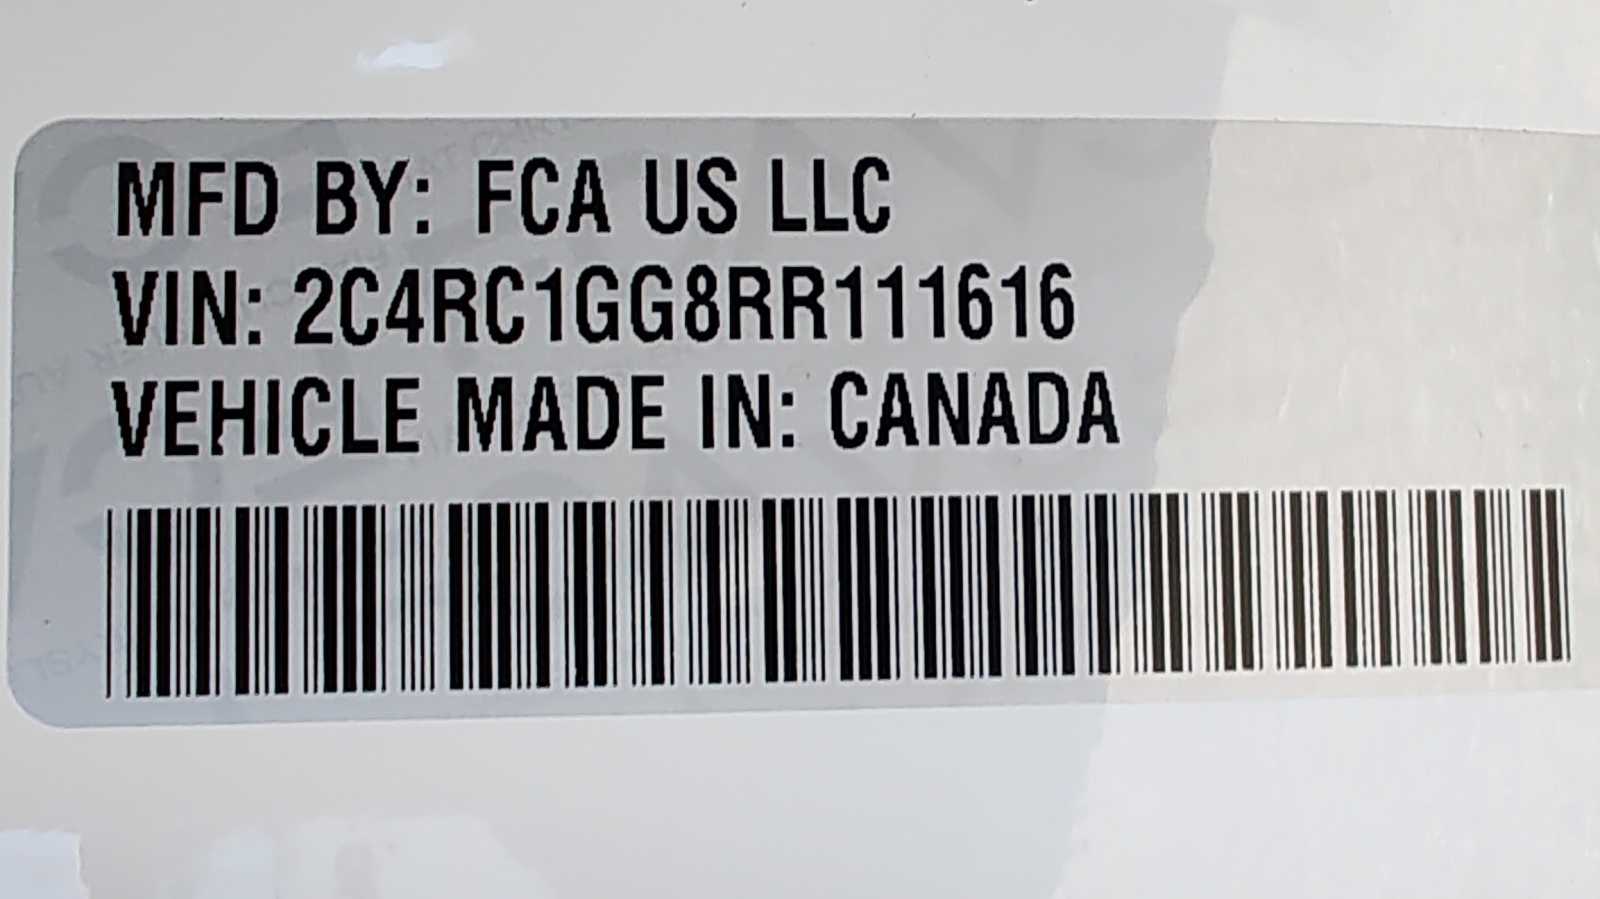 MFD BY: FCA US LLC
VIN: 2C4RC1GG8RR111616
VEHICLE MADE IN: CANADA